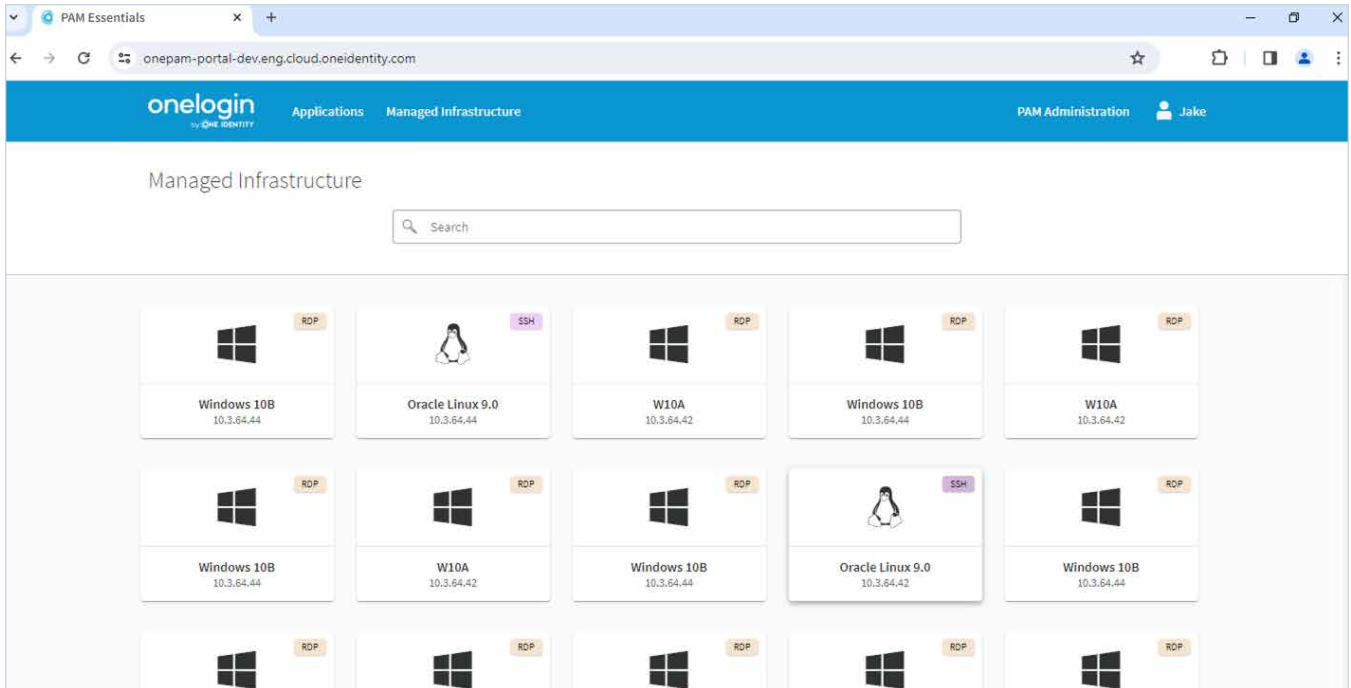 PAM Essentials
onepam-portal-dev.eng.cloud.oneidentity.com
onelogin
by ONE IDENTITY
Applications Managed Infrastructure PAM Administration Jake
Managed Infrastructure
Search
RDP SSH RDP RDP RDP
Windows 10B Oracle Linux 9.0 W10A Windows 10B W10A
10.3.64.44 10.3.64.44 10.3.64.42 10.3.64.44 10.3.64.42
RDP RDP RDP SSH RDP
Windows 10B W10A Windows 10B Oracle Linux 9.0 Windows 10B
10.3.64.44 10.3.64.42 10.3.64.44 10.3.64.42 10.3.64.44
RDP RDP RDP RDP RDP